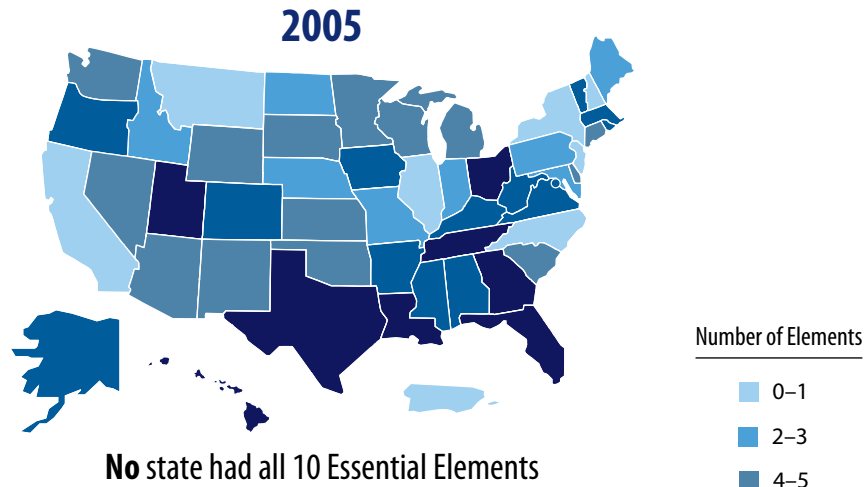 2005
Number of Elements
0–1
2–3
4–5
No state had all 10 Essential Elements